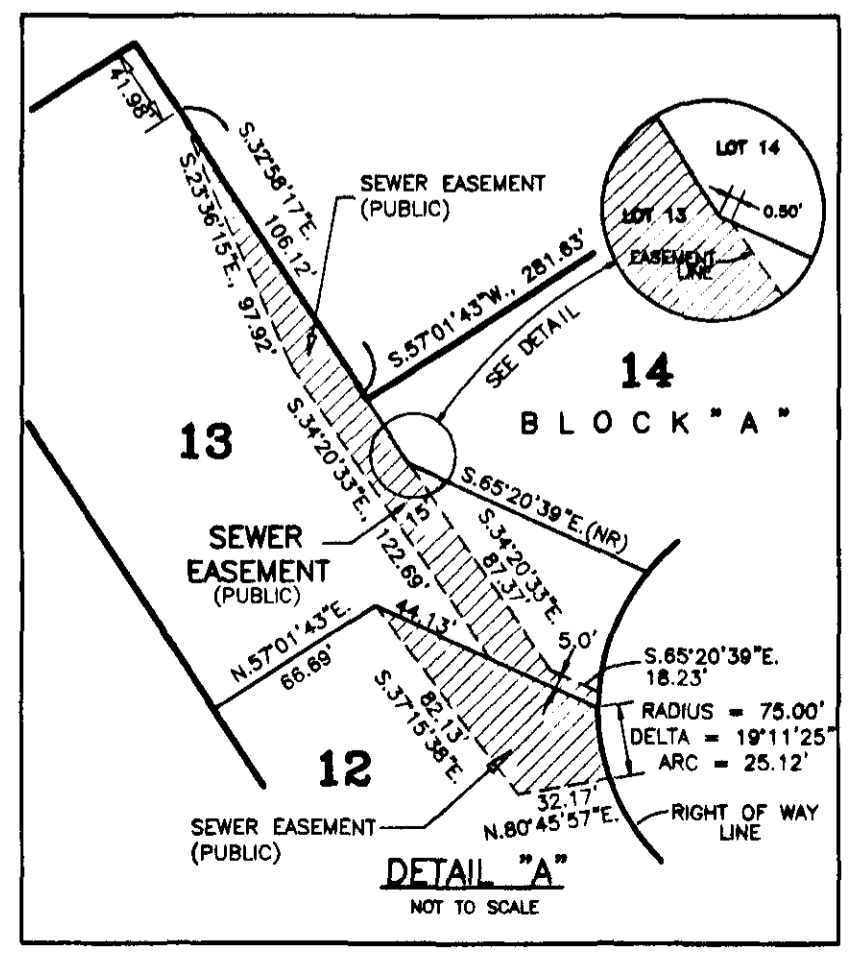 41.98'
S.32°58'17"E.
106.12'
SEWER EASEMENT
(PUBLIC)
LOT 14
LOT 13
0.50'
EASEMENT
LINE
S.23°36'15"E., 97.92'
S.57°01'43"W., 281.63'
SEE DETAIL
14
BLOCK "A"
13
S.34°20'33"E., 122.69'
15'
S.65°20'39"E.(NR)
S.34°20'33"E.
87.37'
SEWER
EASEMENT
(PUBLIC)
N.57°01'43"E.
66.69'
44.13'
5.0'
S.65°20'39"E.
18.23'
S.37°15'38"E.
82.13'
RADIUS = 75.00'
DELTA = 19°11'25"
ARC = 25.12'
12
32.17'
N.80°45'57"E.
RIGHT OF WAY
LINE
SEWER EASEMENT
(PUBLIC)
DETAIL "A"
NOT TO SCALE